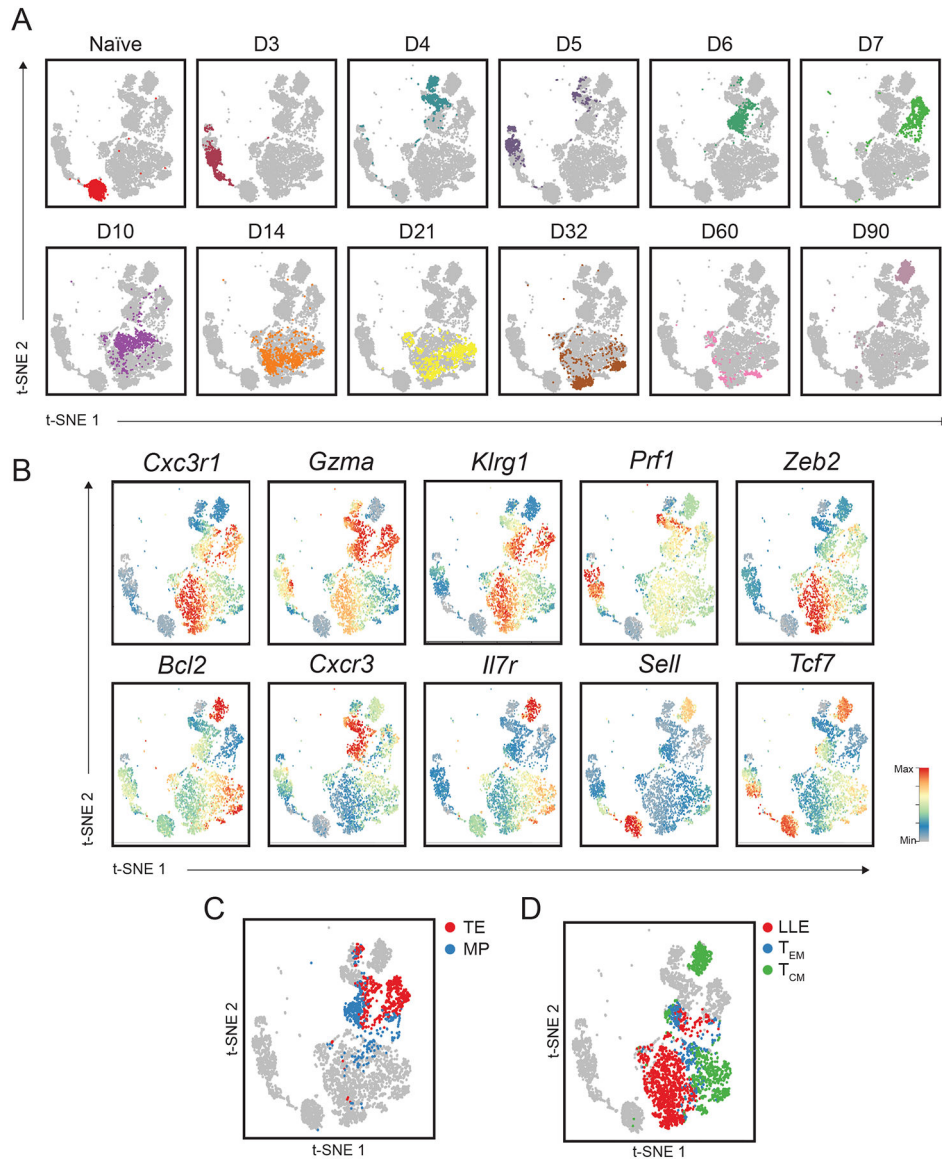 A
Naïve D3 D4 D5 D6 D7
D10 D14 D21 D32 D60 D90
t-SNE 2
t-SNE 1
B
Cxc3r1 Gzma Klrg1 Prf1 Zeb2
Bcl2 Cxcr3 Il7r Sell Tcf7
t-SNE 2
Max
Min
t-SNE 1
C
TE
MP
t-SNE 2
t-SNE 1
D
LLE
TEM
TCM
t-SNE 2
t-SNE 1